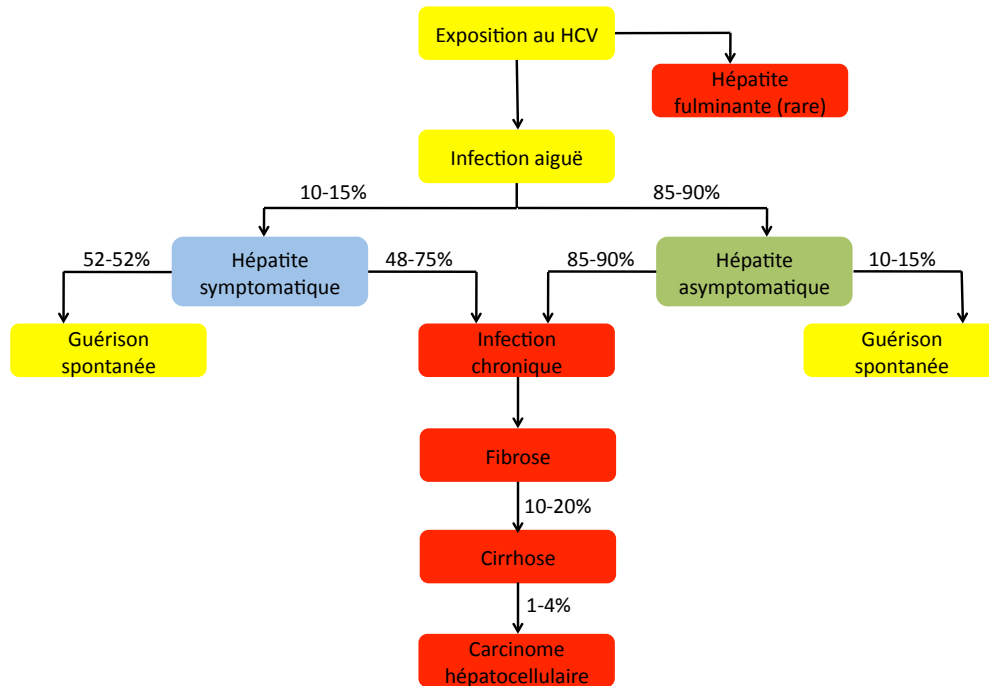 Exposition au HCV
Hépatite
fulminante (rare)
Infection aiguë
10-15%
85-90%
52-52%
Hépatite
symptomatique
48-75%
85-90%
Hépatite
asymptomatique
10-15%
Guérison
spontanée
Infection
chronique
Guérison
spontanée
Fibrose
10-20%
Cirrhose
1-4%
Carcinome
hépatocellulaire